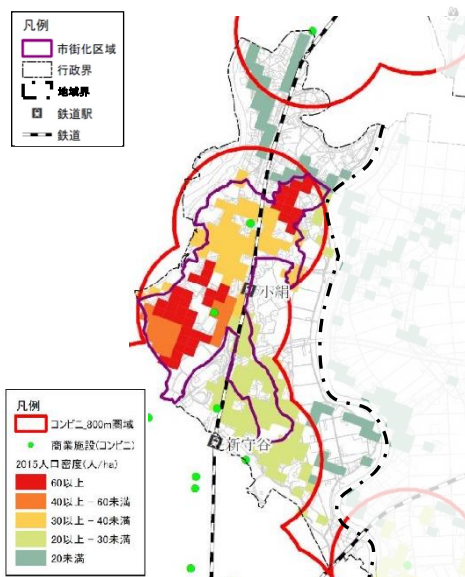 凡例
市街化区域
行政界
地域界
鉄道駅
鉄道
小絹
新守谷
凡例
コンビニ_800m圏域
商業施設(コンビニ)
2015人口密度(人/ha)
60以上
40以上-60未満
30以上-40未満
20以上-30未満
20未満